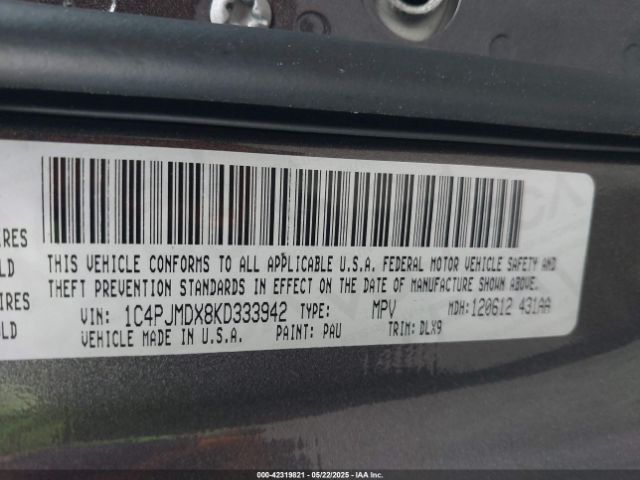 IRES
THIS VEHICLE CONFORMS TO ALL APPLICABLE U.S.A. FEDERAL MOTOR VEHICLE SAFETY AND
OLD
THEFT PREVENTION STANDARDS IN EFFECT ON THE DATE OF MANUFACTURE SHOWN ABOVE.
IRES
VIN: 1C4PJMDX8KD333942 TYPE: MPV MDH:120612 431AA
OLD
VEHICLE MADE IN U.S.A. PAINT: PAU TRIM: DLX9
000-42319821 - 05/22/2025 - IAA Inc.